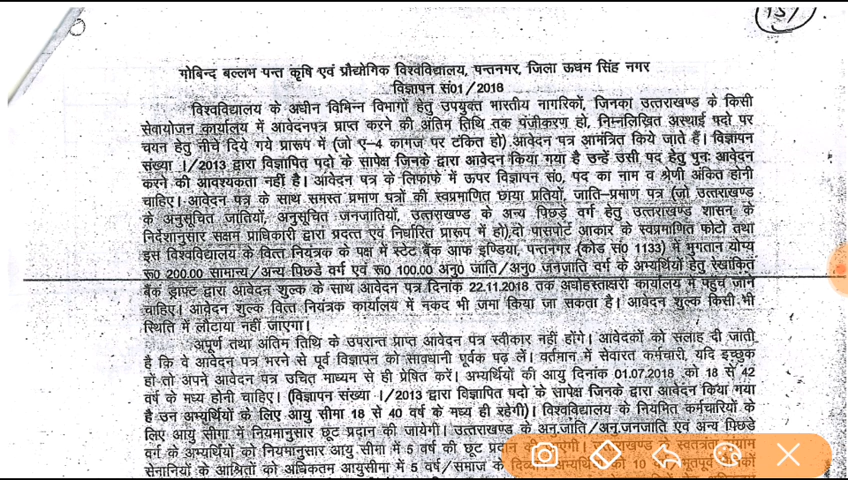 137
गोबिन्द बल्लभ पन्त कृषि एवं प्रौद्योगिक विश्वविद्यालय, पन्तनगर, जिला ऊधम सिंह नगर
विज्ञापन सं01/2018
विश्वविद्यालय के अधीन विभिन्न विभागों हेतु उपयुक्त भारतीय नागरिकों, जिनका उत्तराखण्ड के किसी
सेवायोजन कार्यालय में आवेदनपत्र प्राप्त करने की अंतिम तिथि तक पंजीकरण हो, निम्नलिखित अस्थाई पदो पर
चयन हेतु नीचे दिये गये प्रारूप में (जो ए-4 कागज पर टंकित हो) आवेदन पत्र आमंत्रित किये जाते हैं। विज्ञापन
संख्या ।/2013 द्वारा विज्ञापित पदो के सापेक्ष जिनके द्वारा आवेदन किया गया है उन्हें उसी पद हेतु पुनः आवेदन
करने की आवश्यकता नहीं है। आवेदन पत्र के लिफाफे में ऊपर विज्ञापन सं0, पद का नाम व श्रेणी अंकित होनी
चाहिए। आवेदन पत्र के साथ समस्त प्रमाण पत्रों की स्वप्रमाणित छाया प्रतियों, जाति-प्रमाण पत्र (जो उत्तराखण्ड
के अनुसूचित जातियों, अनुसूचित जनजातियों, उत्तराखण्ड के अन्य पिछड़े वर्ग हेतु उत्तराखण्ड शासन के
निर्देशानुसार सक्षम प्राधिकारी द्वारा प्रदत्त एवं निर्धारित प्रारूप में हो),दो पासपोर्ट आकार के स्वप्रमाणित फोटो तथा
इस विश्वविद्यालय के वित्त नियंत्रक के पक्ष में स्टेट बैंक आफ इण्डिया, पन्तनगर (कोड सं0 1133) में भुगतान योग्य
रू0 200.00 सामान्य/अन्य पिछडे वर्ग एवं रू0 100.00 अनु0 जाति/अनु0 जनजाति वर्ग के अभ्यर्थियों हेतु रेखांकित
बैंक ड्राफ्ट द्वारा आवेदन शुल्क के साथ आवेदन पत्र दिनांक 22.11.2018 तक अधोहस्ताक्षरी कार्यालय में पहुंच जाने
चाहिए। आवेदन शुल्क वित्त नियंत्रक कार्यालय में नकद भी जमा किया जा सकता है। आवेदन शुल्क किसी भी
स्थिति में लौटाया नहीं जाएगा।
अपूर्ण तथा अंतिम तिथि के उपरान्त प्राप्त आवेदन पत्र स्वीकार नहीं होंगे। आवेदकों को सलाह दी जाती
है कि वे आवेदन पत्र भरने से पूर्व विज्ञापन को सावधानी पूर्वक पढ़ लें। वर्तमान में सेवारत कर्मचारी, यदि इच्छुक
हो तो अपने आवेदन पत्र उचित माध्यम से ही प्रेषित करें। अभ्यर्थियों की आयु दिनांक 01.07.2018 को 18 से 42
वर्ष के मध्य होनी चाहिए। (विज्ञापन संख्या ।/2013 द्वारा विज्ञापित पदो के सापेक्ष जिनके द्वारा आवेदन किया गया
है उन अभ्यर्थियों के लिए आयु सीमा 18 से 40 वर्ष के मध्य ही रहेगी)। विश्वविद्यालय के नियमित कर्मचारियों के
लिए आयु सीमा में नियमानुसार छूट प्रदान की जायेगी। उत्तराखण्ड के अनु.जाति/अनु.जनजाति एवं अन्य पिछडे
वर्ग के अभ्यर्थियों को नियमानुसार आयु सीमा में 5 वर्ष की छूट प्रदान की उत्तराखण्ड के स्वतंत्रता संग्राम
सेनानियों के आश्रितों को अधिकतम आयुसीमा में 5 वर्ष/समाज के को 10